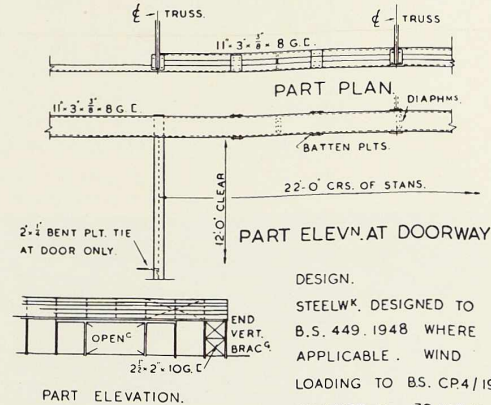 ℄ TRUSS.
℄ TRUSS
11" × 3" × 3/8" × 8 G. [.
PART PLAN.
11" × 3" × 3/8" × 8 G. [.
DIAPHMS.
BATTEN PLTS.
22'-0" CRS. OF STANS.
12'-0" CLEAR
2" × 1/4" BENT PLT. TIE
AT DOOR ONLY.
PART ELEVN. AT DOORWAY
OPENG
END
VERT.
BRACG.
× 2" × 10 G. [
PART ELEVATION.
DESIGN.
STEELWK. DESIGNED TO
B.S. 449. 1948 WHERE
APPLICABLE. WIND
LOADING TO B.S. CP.4/19